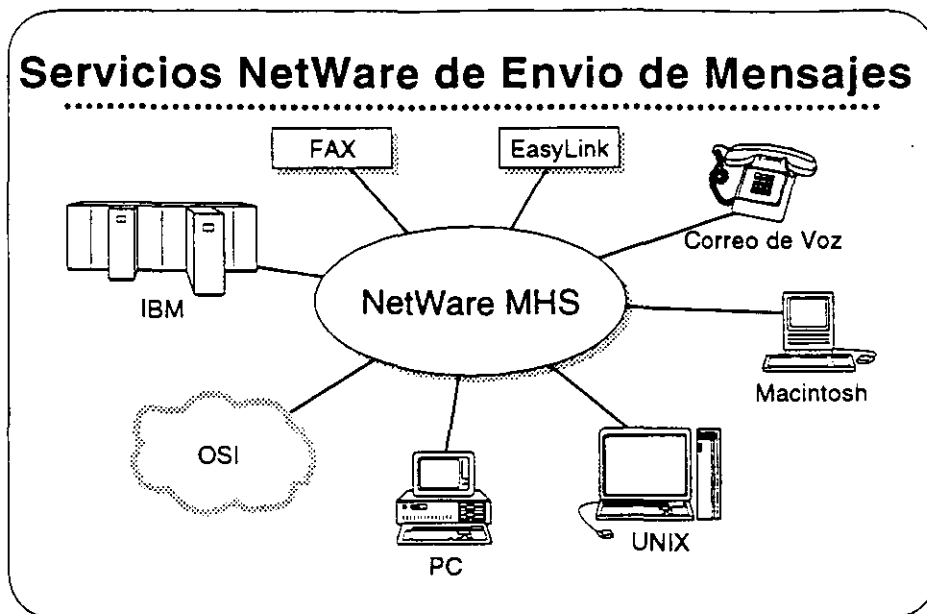 Servicios NetWare de Envio de Mensajes
FAX
EasyLink
Correo de Voz
IBM
NetWare MHS
Macintosh
OSI
PC
UNIX